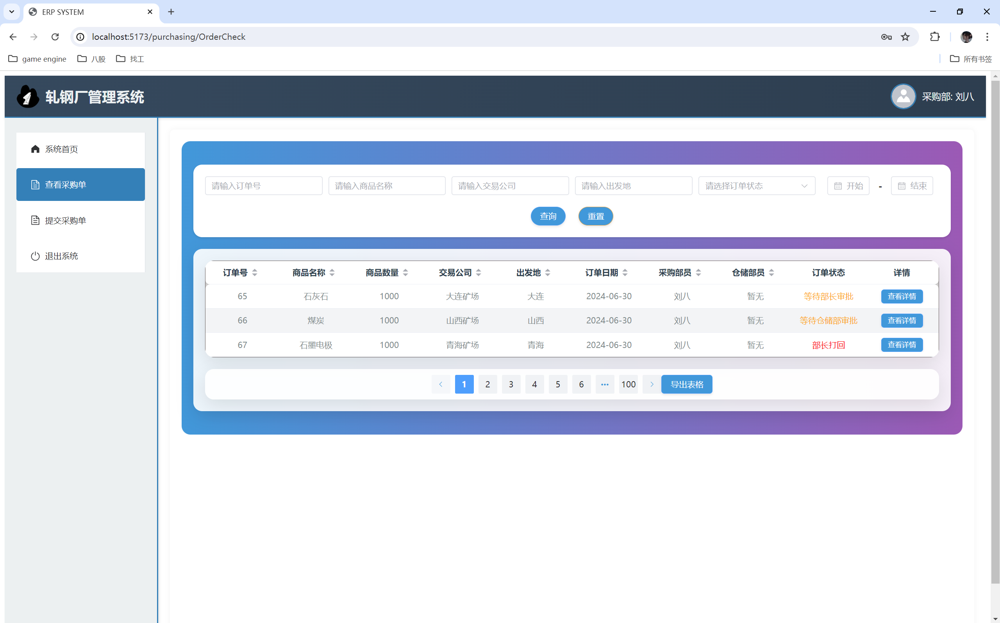 ERP SYSTEM
localhost:5173/purchasing/OrderCheck
game engine 八股 找工 所有书签
轧钢厂管理系统 采购部: 刘八
系统首页
查看采购单
提交采购单
退出系统
请输入订单号 请输入商品名称 请输入交易公司 请输入出发地 请选择订单状态 开始 - 结束
查询 重置
订单号 商品名称 商品数量 交易公司 出发地 订单日期 采购部员 仓储部员 订单状态 详情
65 石灰石 1000 大连矿场 大连 2024-06-30 刘八 暂无 等待部长审批 查看详情
66 煤炭 1000 山西矿场 山西 2024-06-30 刘八 暂无 等待仓储部审批 查看详情
67 石墨电极 1000 青海矿场 青海 2024-06-30 刘八 暂无 部长打回 查看详情
1 2 3 4 5 6 ··· 100 导出表格